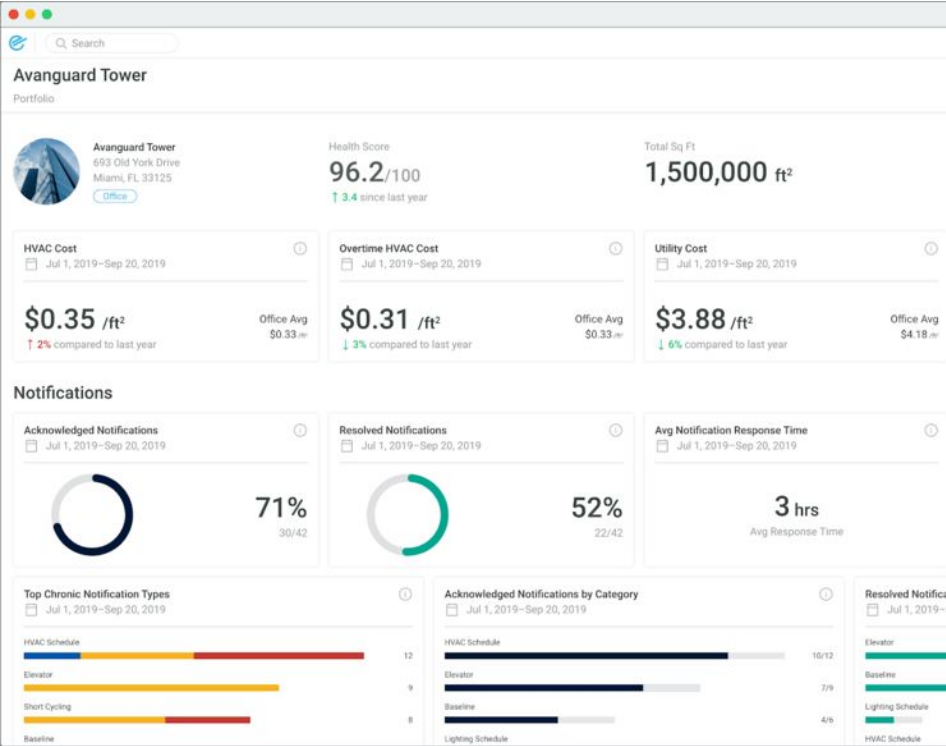 Search
Avanguard Tower
Portfolio
Avanguard Tower
693 Old York Drive
Miami, FL 33125
Office
Health Score
96.2/100
↑ 3.4 since last year
Total Sq Ft
1,500,000 ft²
HVAC Cost
Jul 1, 2019–Sep 20, 2019
$0.35 /ft²
↑ 2% compared to last year
Office Avg
$0.33 /ft²
Overtime HVAC Cost
Jul 1, 2019–Sep 20, 2019
$0.31 /ft²
↓ 3% compared to last year
Office Avg
$0.33 /ft²
Utility Cost
Jul 1, 2019–Sep 20, 2019
$3.88 /ft²
↓ 6% compared to last year
Office Avg
$4.18 /ft²
Notifications
Acknowledged Notifications
Jul 1, 2019–Sep 20, 2019
71%
30/42
Resolved Notifications
Jul 1, 2019–Sep 20, 2019
52%
22/42
Avg Notification Response Time
Jul 1, 2019–Sep 20, 2019
3 hrs
Avg Response Time
Top Chronic Notification Types
Jul 1, 2019–Sep 20, 2019
HVAC Schedule
12
Elevator
9
Short Cycling
8
Baseline
Acknowledged Notifications by Category
Jul 1, 2019–Sep 20, 2019
HVAC Schedule
10/12
Elevator
7/9
Baseline
4/6
Lighting Schedule
Resolved Notifica
Jul 1, 2019–
Elevator
Baseline
Lighting Schedule
HVAC Schedule